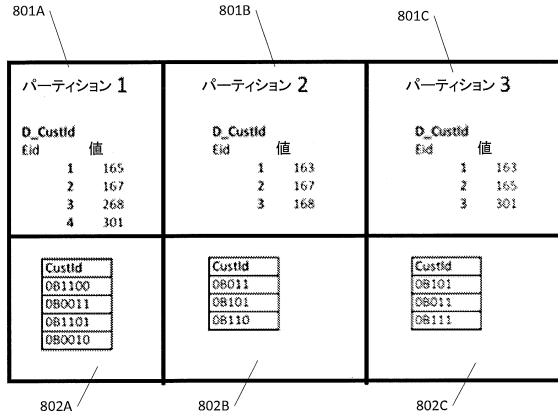 801A
801B
801C
パーティション 1
D_CustId
Eid 値
1 165
2 167
3 268
4 301
パーティション 2
D_CustId
Eid 値
1 163
2 167
3 168
パーティション 3
D_CustId
Eid 値
1 163
2 165
3 301
CustId
0B1100
0B0011
0B1101
0B0010
CustId
0B011
0B101
0B110
CustId
0B101
0B011
0B111
802A
802B
802C